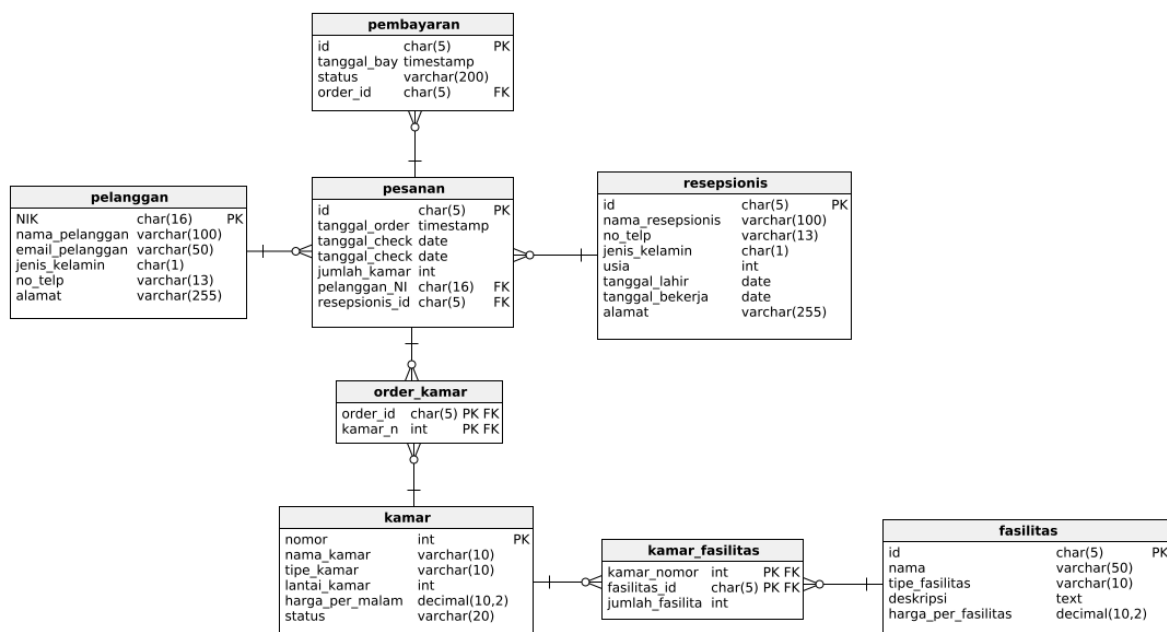 pembayaran
id char(5) PK
tanggal_bay timestamp
status varchar(200)
order_id char(5) FK
pelanggan
NIK char(16) PK
nama_pelanggan varchar(100)
email_pelanggan varchar(50)
jenis_kelamin char(1)
no_telp varchar(13)
alamat varchar(255)
pesanan
id char(5) PK
tanggal_order timestamp
tanggal_check date
tanggal_check date
jumlah_kamar int
pelanggan_NI char(16) FK
resepsionis_id char(5) FK
resepsionis
id char(5) PK
nama_resepsionis varchar(100)
no_telp varchar(13)
jenis_kelamin char(1)
usia int
tanggal_lahir date
tanggal_bekerja date
alamat varchar(255)
order_kamar
order_id char(5) PK FK
kamar_n int PK FK
kamar
nomor int PK
nama_kamar varchar(10)
tipe_kamar varchar(10)
lantai_kamar int
harga_per_malam decimal(10,2)
status varchar(20)
kamar_fasilitas
kamar_nomor int PK FK
fasilitas_id char(5) PK FK
jumlah_fasilita int
fasilitas
id char(5) PK
nama varchar(50)
tipe_fasilitas varchar(10)
deskripsi text
harga_per_fasilitas decimal(10,2)